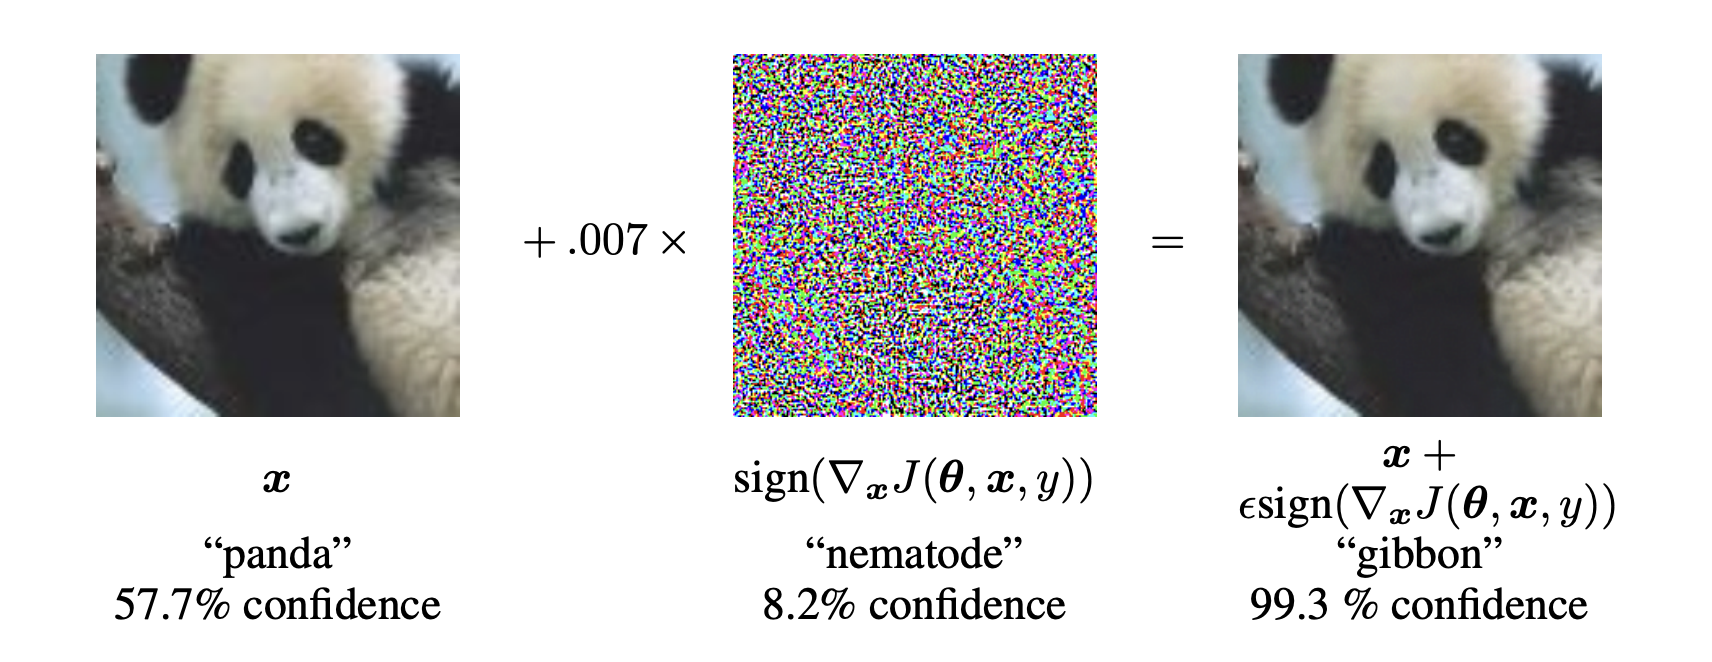 + .007 ×
=
x
sign(∇ₓJ(θ, x, y))
x +
ϵsign(∇ₓJ(θ, x, y))
“panda”
“nematode”
“gibbon”
57.7% confidence
8.2% confidence
99.3 % confidence